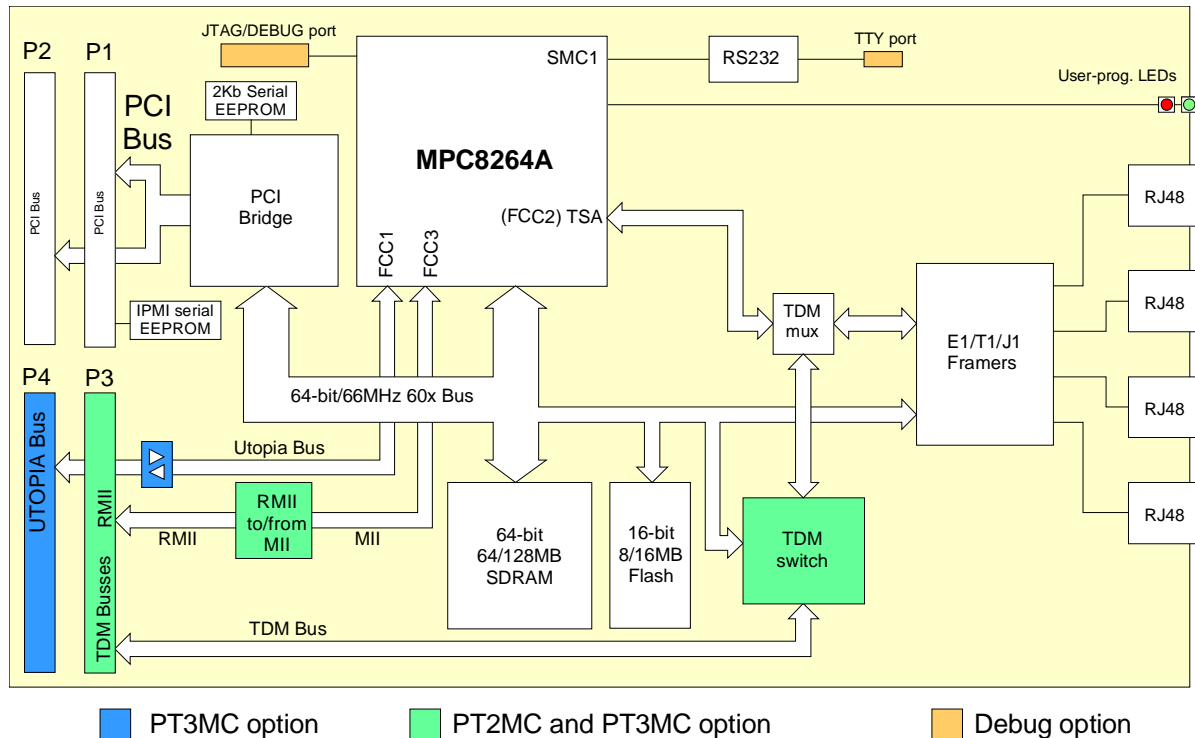 JTAG/DEBUG port
P2
P1
2Kb Serial
EEPROM
PCI
Bus
PCI Bus
PCI Bus
PCI
Bridge
IPMI serial
EEPROM
SMC1
MPC8264A
(FCC2) TSA
FCC1
FCC3
RS232
TTY port
User-prog. LEDs
RJ48
RJ48
RJ48
RJ48
TDM
mux
E1/T1/J1
Framers
64-bit/66MHz 60x Bus
P4
P3
UTOPIA Bus
RMII
TDM Busses
Utopia Bus
RMII
to/from
MII
RMII
MII
64-bit
64/128MB
SDRAM
16-bit
8/16MB
Flash
TDM
switch
TDM Bus
PT3MC option
PT2MC and PT3MC option
Debug option